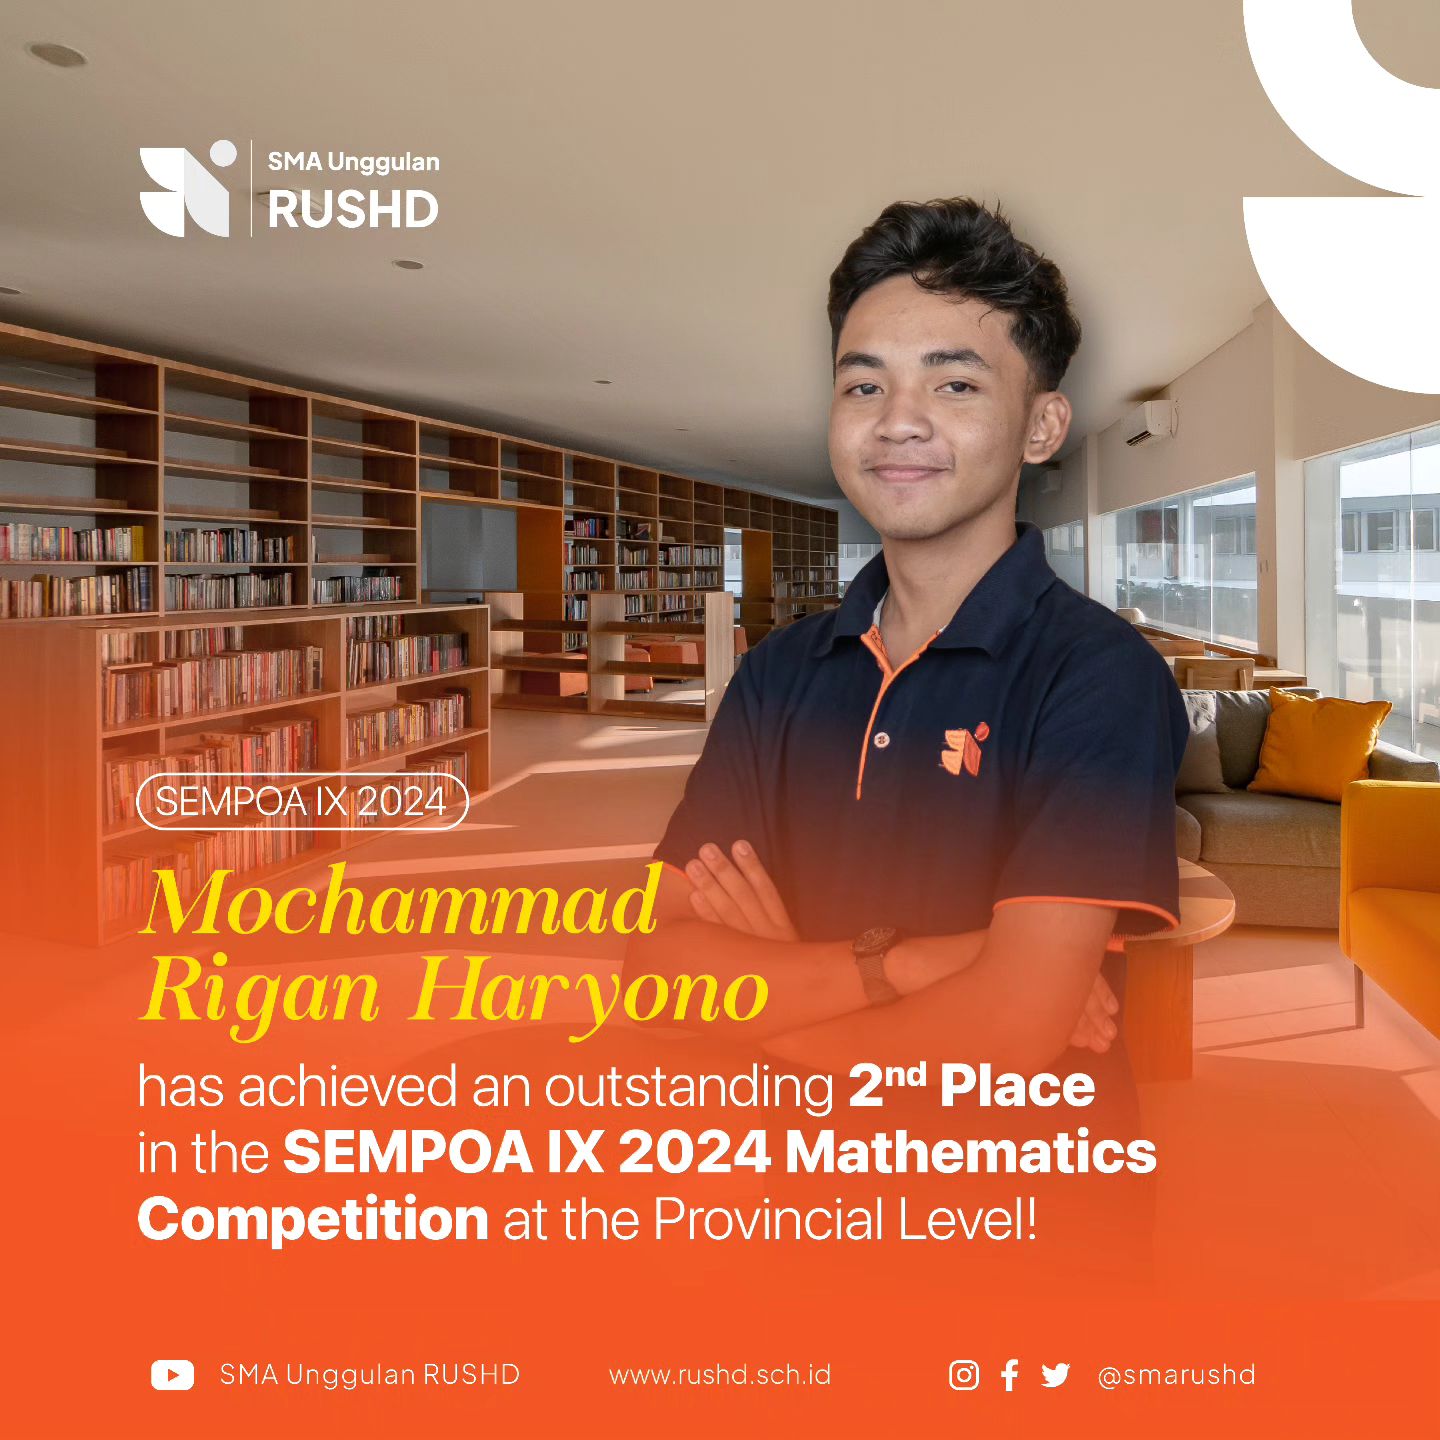 SMA Unggulan
RUSHD
SEMPOA IX 2024
Mochammad
Rigan Haryono
has achieved an outstanding 2nd Place
in the SEMPOA IX 2024 Mathematics
Competition at the Provincial Level!
SMA Unggulan RUSHD www.rushd.sch.id @smarushd